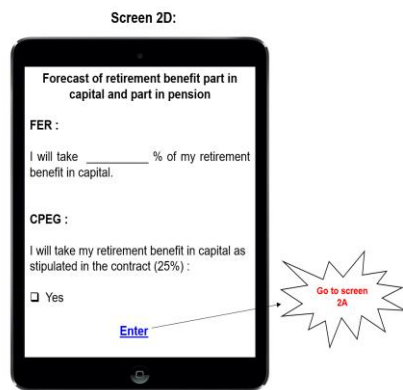 Screen 2D:
Forecast of retirement benefit part in
capital and part in pension
FER :
I will take __________ % of my retirement
benefit in capital.
CPEG :
I will take my retirement benefit in capital as
stipulated in the contract (25%) :
❑ Yes
Enter
Go to screen
2A